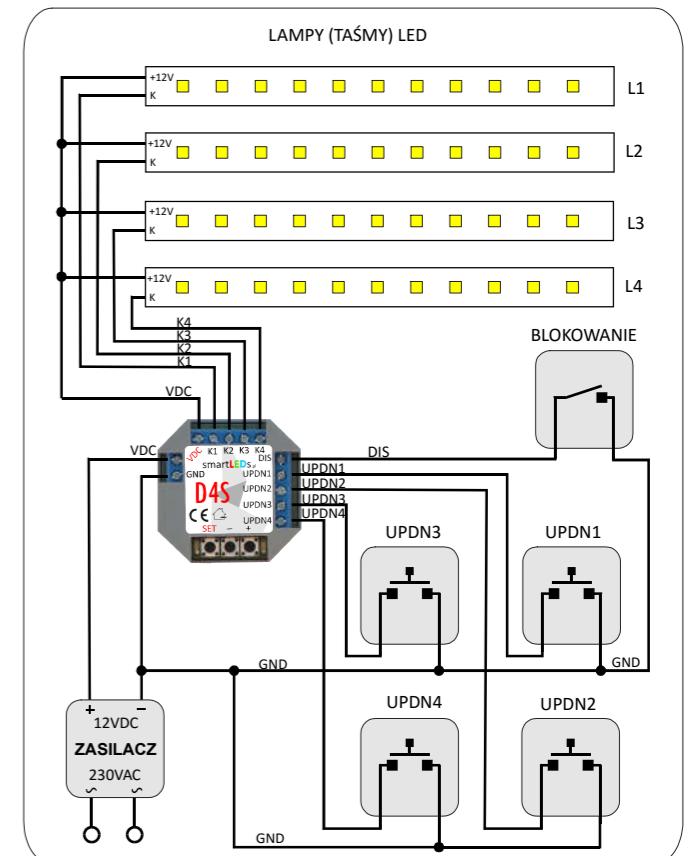 LAMPY (TAŚMY) LED
+12V
K
L1
+12V
K
L2
+12V
K
L3
+12V
K
L4
K4
K3
K2
K1
VDC
BLOKOWANIE
VDC
VDC K1 K2 K3 K4
DIS
DIS
GND
smartLEDs.pl
UPDN1
UPDN1
UPDN2
UPDN2
D4S
UPDN3
UPDN3
UPDN4
UPDN4
CE
SET - +
UPDN3
UPDN1
GND
GND
UPDN4
UPDN2
+ -
12VDC
ZASILACZ
230VAC
~ ~
GND